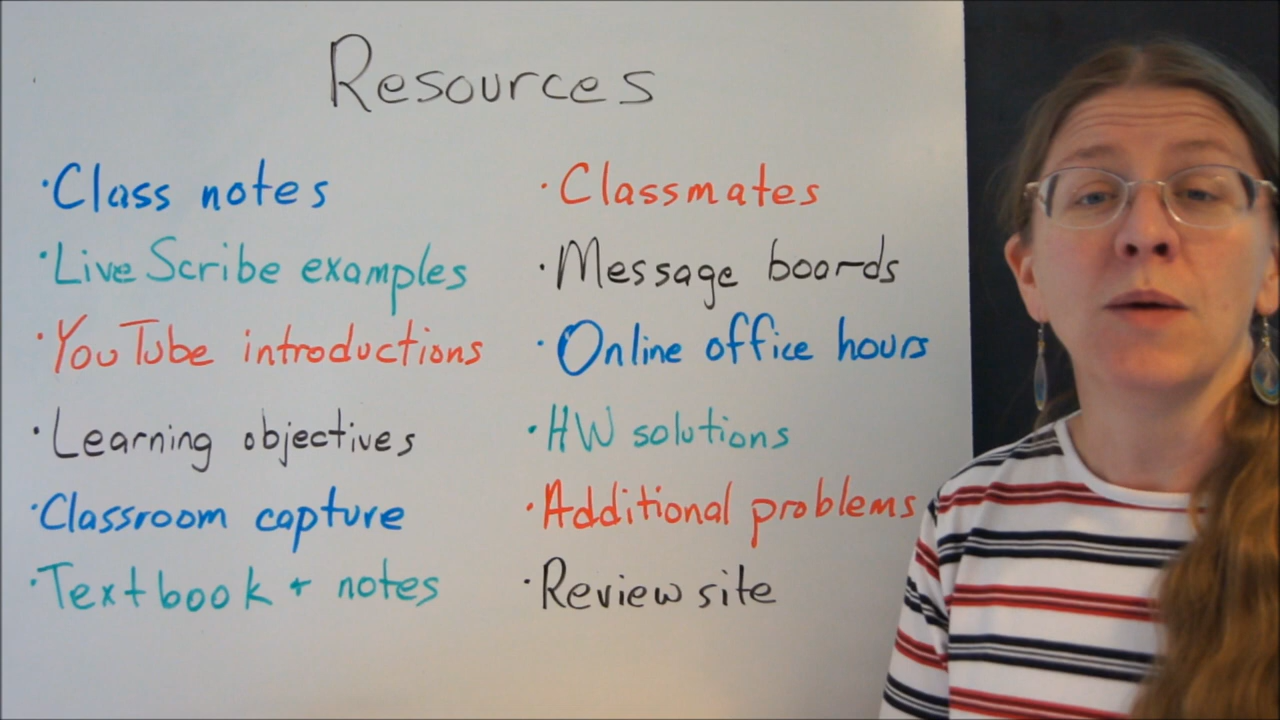 Resources
· Class notes
· LiveScribe examples
· YouTube introductions
· Learning objectives
· Classroom capture
· Textbook + notes
· Classmates
· Message boards
· Online office hours
· HW solutions
· Additional problems
· Review site